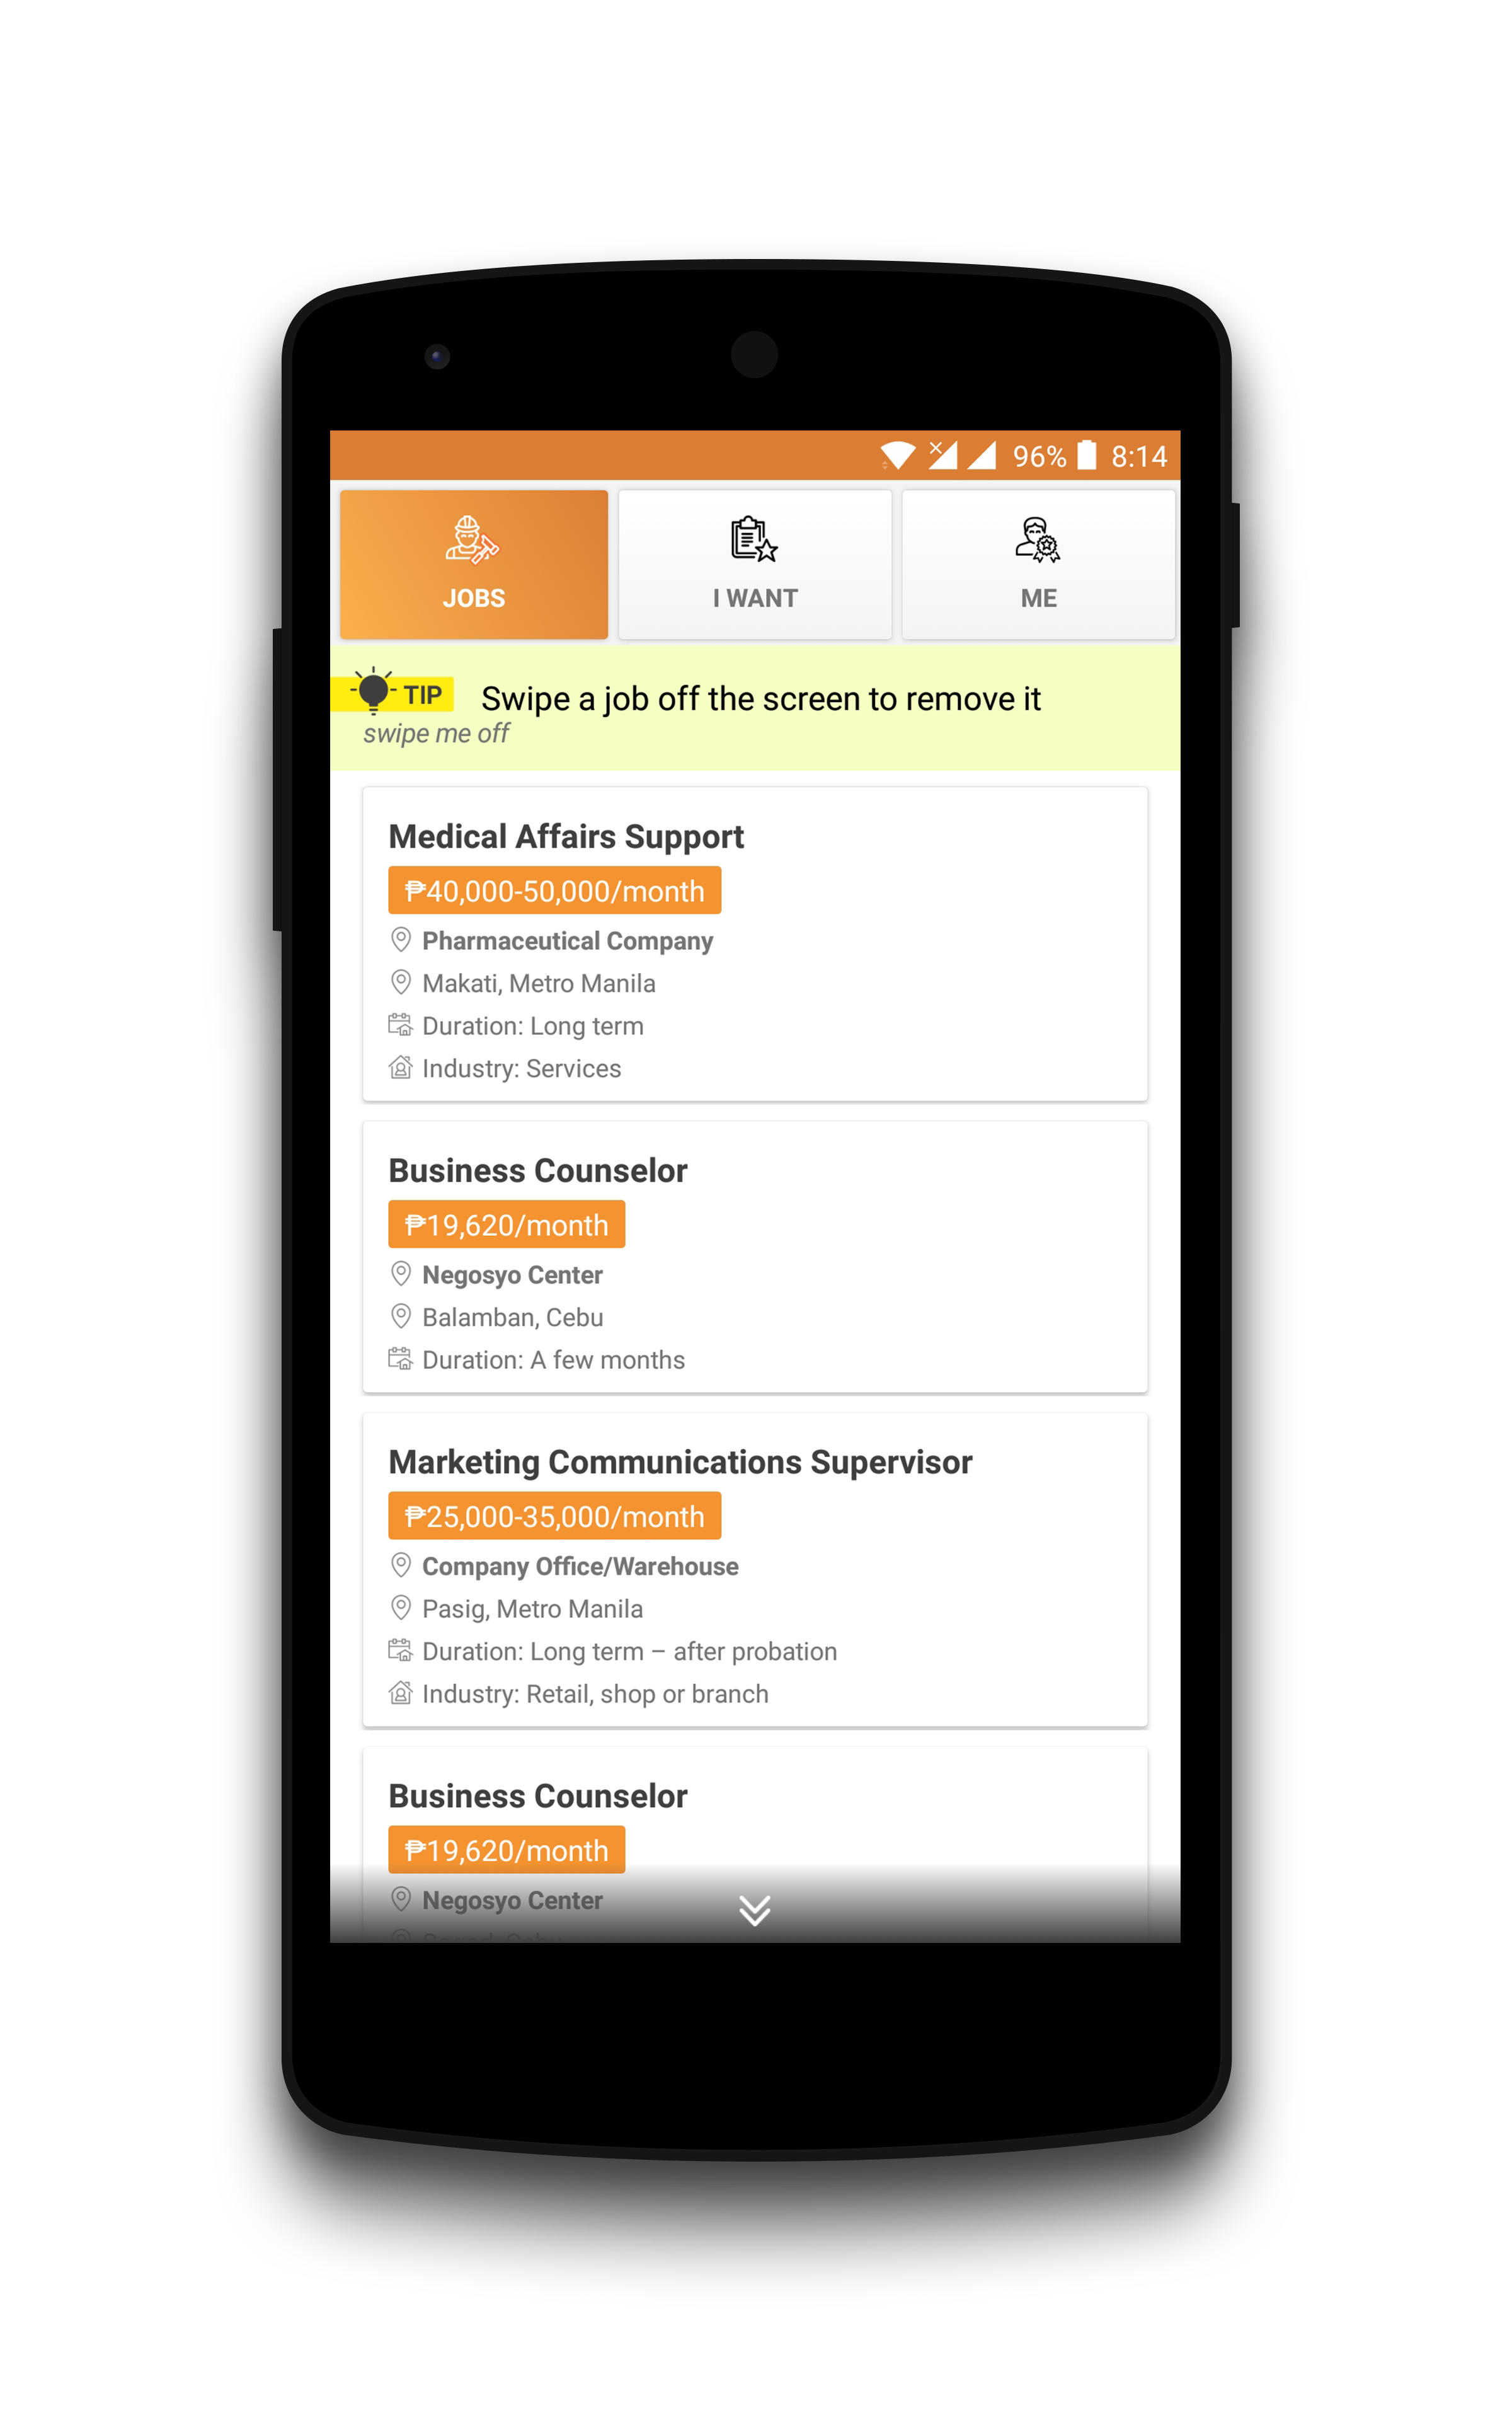 96% 8:14
JOBS I WANT ME
TIP Swipe a job off the screen to remove it
swipe me off
Medical Affairs Support
₱40,000-50,000/month
Pharmaceutical Company
Makati, Metro Manila
Duration: Long term
Industry: Services
Business Counselor
₱19,620/month
Negosyo Center
Balamban, Cebu
Duration: A few months
Marketing Communications Supervisor
₱25,000-35,000/month
Company Office/Warehouse
Pasig, Metro Manila
Duration: Long term – after probation
Industry: Retail, shop or branch
Business Counselor
₱19,620/month
Negosyo Center